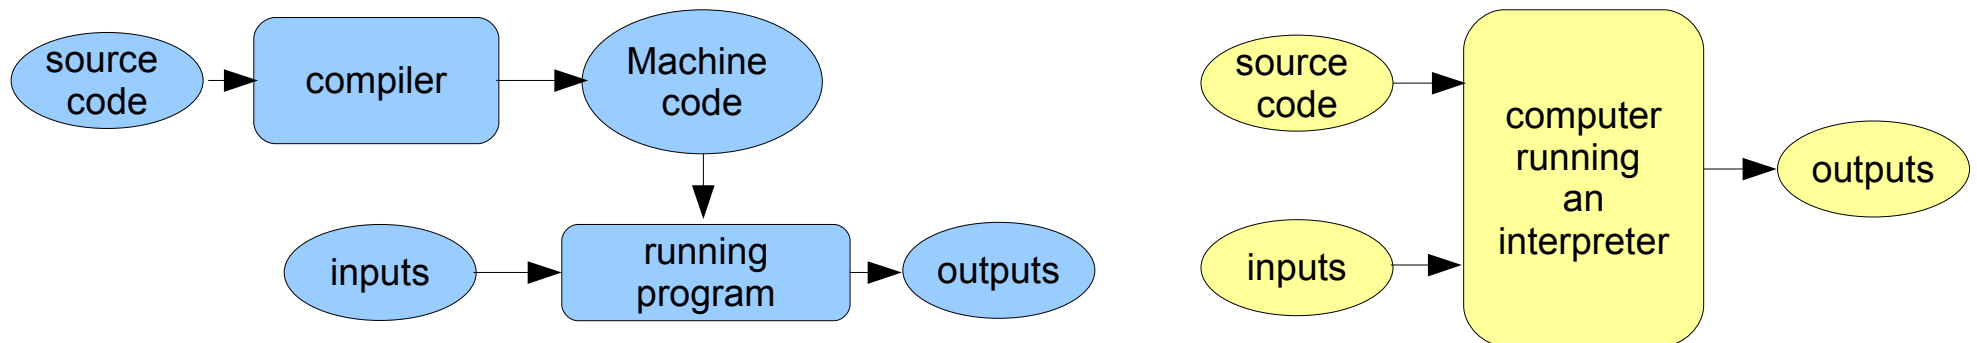 source
code
compiler
Machine
code
inputs
running
program
outputs
source
code
inputs
computer
running
an
interpreter
outputs